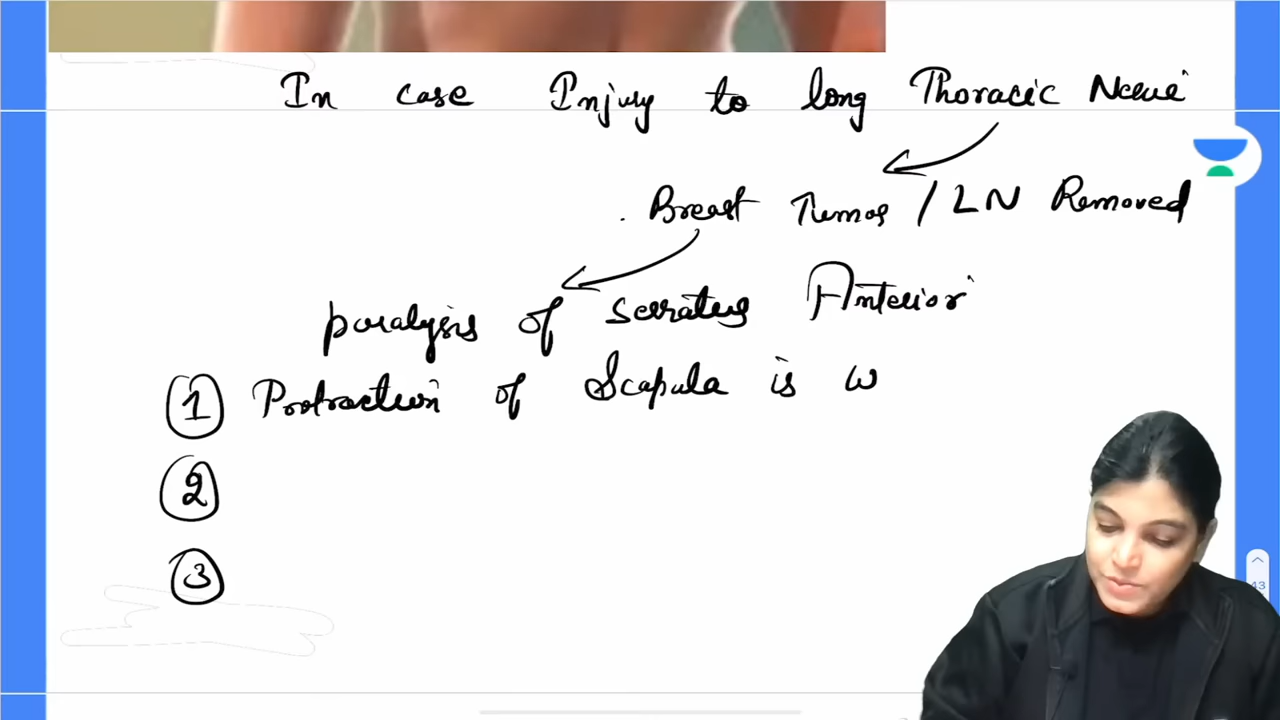 In case Injury to long Thoracic Nerve
Breast Tumor / LN Removed
paralysis of serratus Anterior
① Protraction of Scapula is w
②
③
43